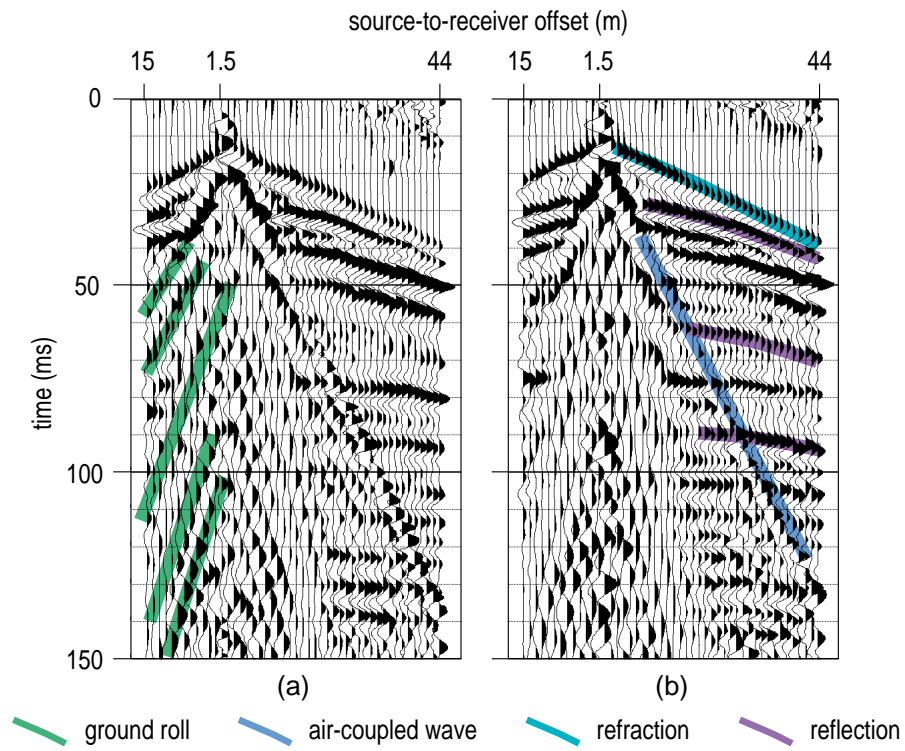 source-to-receiver offset (m)
15 1.5 44 15 1.5 44
0
50
100
150
time (ms)
(a) (b)
ground roll air-coupled wave refraction reflection